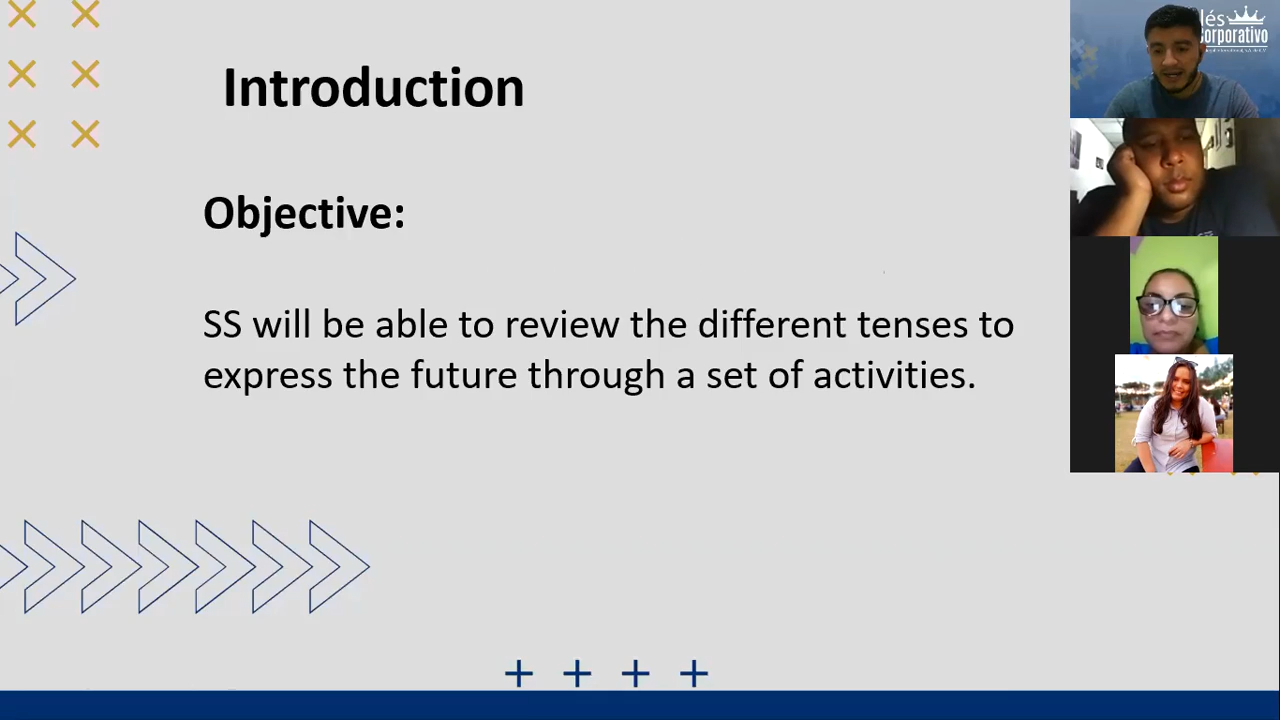 Introduction
Objective:
SS will be able to review the different tenses to
express the future through a set of activities.
lés
Corporativo